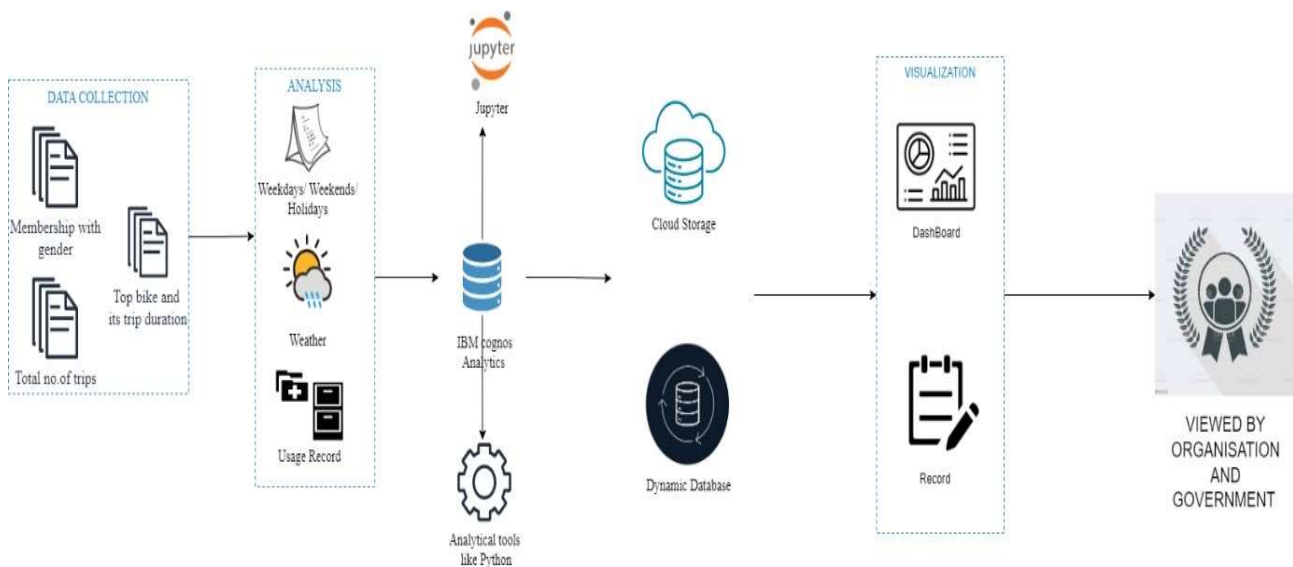 DATA COLLECTION
Membership with
gender
Top bike and
its trip duration
Total no.of trips
ANALYSIS
Weekdays/ Weekends/
Holidays
Weather
Usage Record
jupyter
Jupyter
IBM cognos
Analytics
Analytical tools
like Python
Cloud Storage
Dynamic Database
VISUALIZATION
DashBoard
Record
VIEWED BY
ORGANISATION
AND
GOVERNMENT